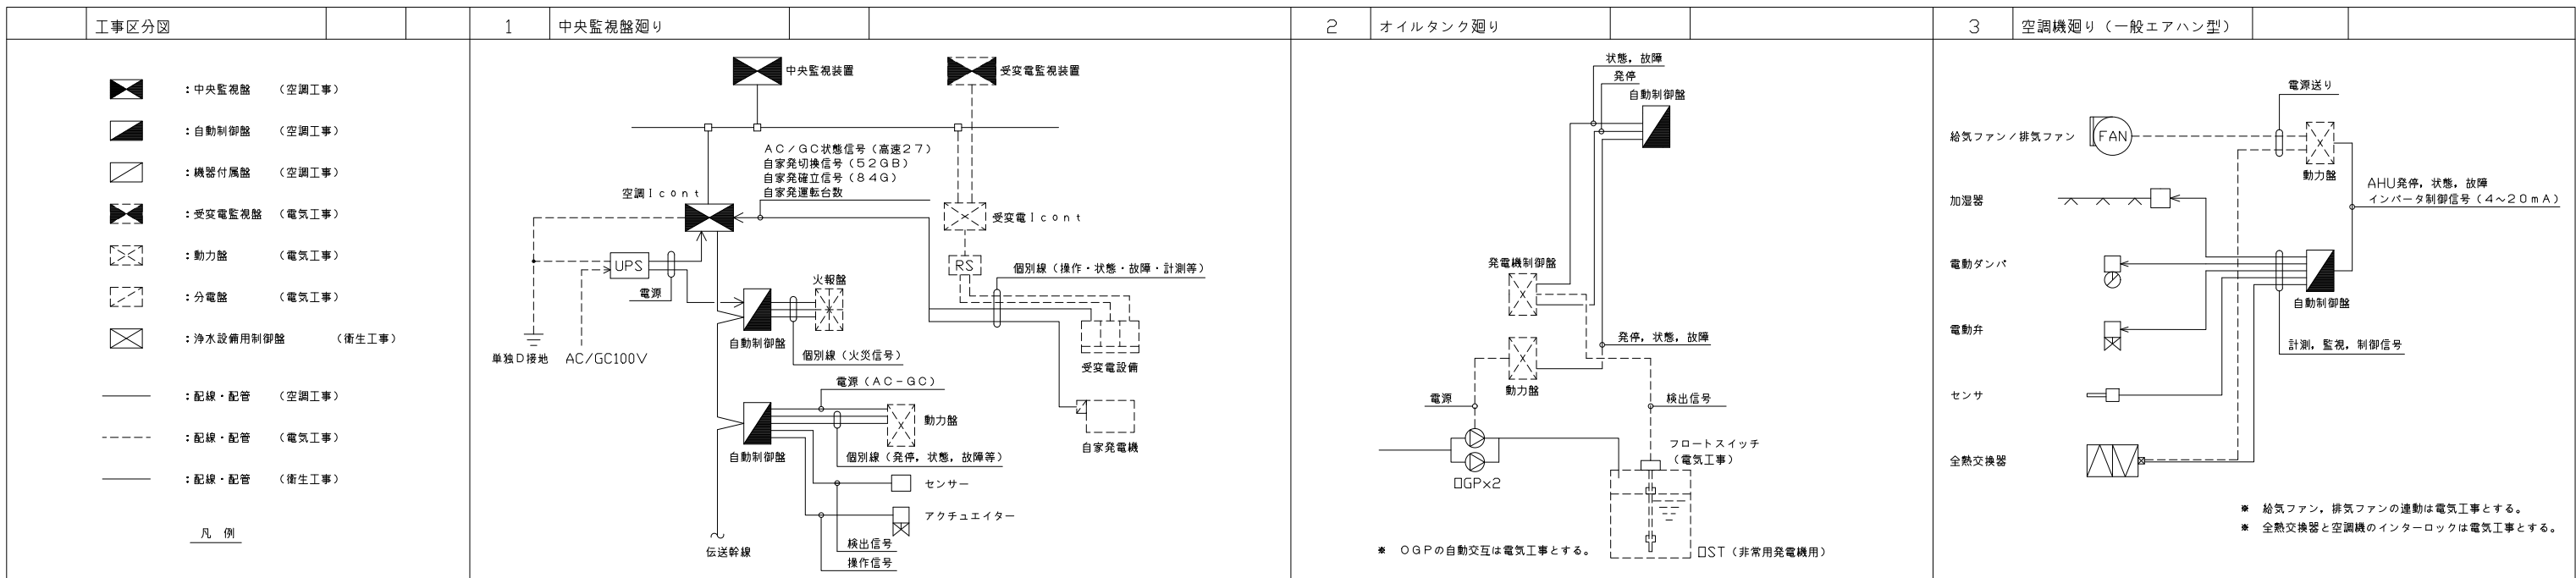 工事区分図
：中央監視盤　（空調工事）
：自動制御盤　（空調工事）
：機器付属盤　（空調工事）
：受変電監視盤　（電気工事）
：動力盤　（電気工事）
：分電盤　（電気工事）
：浄水設備用制御盤　（衛生工事）
：配線・配管　（空調工事）
：配線・配管　（電気工事）
：配線・配管　（衛生工事）
凡　例
1　中央監視盤廻り
中央監視装置
受変電監視装置
AC／GC状態信号（高速27）
自家発切換信号（52GB）
自家発確立信号（84G）
自家発運転台数
空調Ｉｃｏｎｔ
受変電Ｉｃｏｎｔ
UPS
RS
電源
火報盤
個別線（操作・状態・故障・計測等）
単独D接地
AC/GC100V
自動制御盤
個別線（火災信号）
受変電設備
電源（AC－GC）
動力盤
自動制御盤
個別線（発停，状態，故障等）
自家発電機
センサー
アクチュエイター
検出信号
操作信号
伝送幹線
2　オイルタンク廻り
状態，故障
発停
自動制御盤
発電機制御盤
発停，状態，故障
動力盤
電源
検出信号
フロートスイッチ
（電気工事）
OGP×2
※　OGPの自動交互は電気工事とする。
OST（非常用発電機用）
3　空調機廻り（一般エアハン型）
電源送り
給気ファン／排気ファン
FAN
動力盤
AHU発停，状態，故障
インバータ制御信号（4～20mA）
加湿器
電動ダンパ
自動制御盤
電動弁
計測，監視，制御信号
センサ
全熱交換器
※　給気ファン，排気ファンの連動は電気工事とする。
※　全熱交換器と空調機のインターロックは電気工事とする。